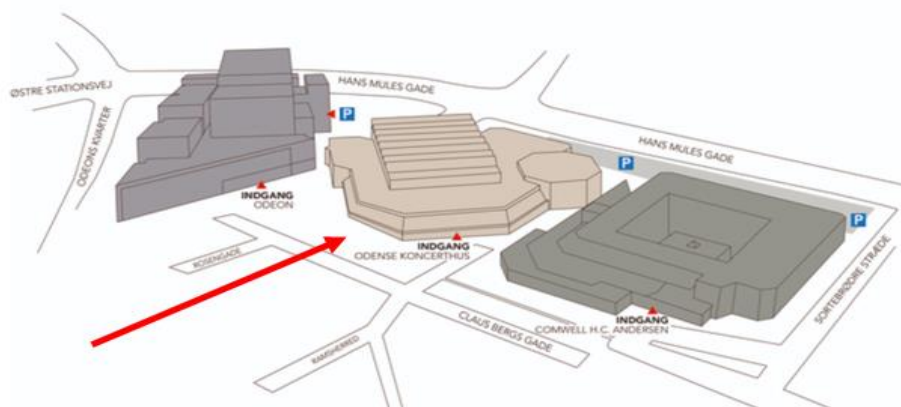 HANS MULES GADE
ØSTRE STATIONSVEJ
P
ODEONS KVARTER
HANS MULES GADE
P
INDGANG
ODEON
P
INDGANG
ODENSE KONCERTHUS
ROSENGADE
SORTEBRØDRE STRÆDE
INDGANG
COMWELL H.C. ANDERSEN
CLAUS BERGS GADE
RAMSHERRED